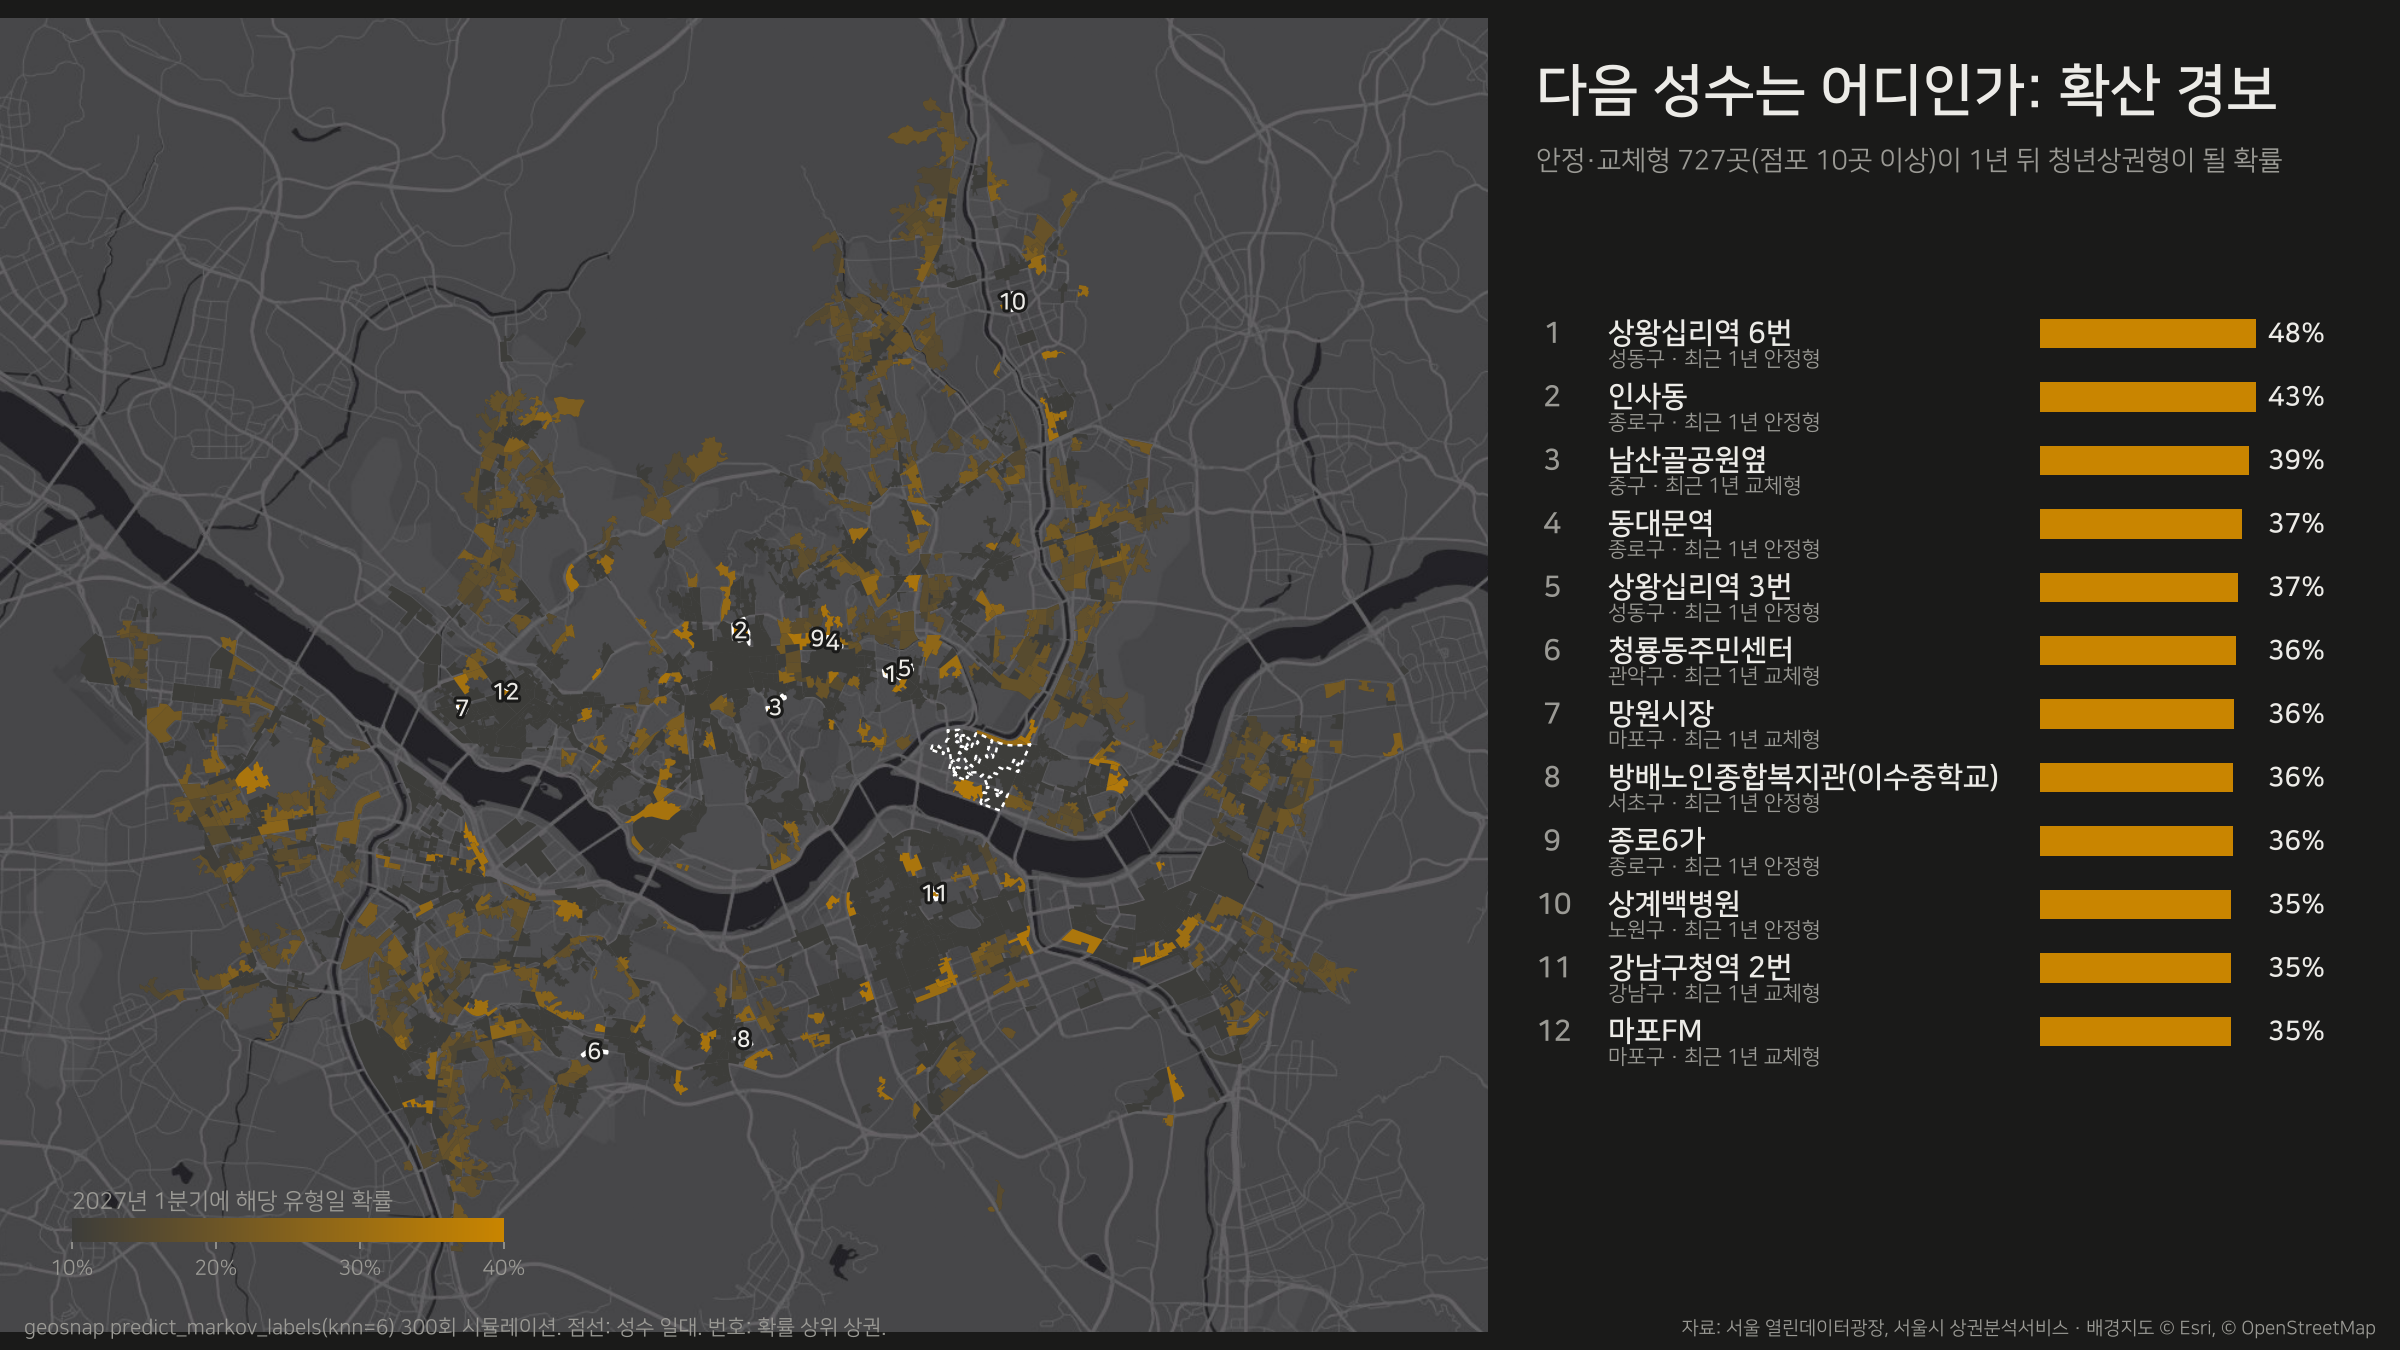 다음 성수는 어디인가: 확산 경보
안정·교체형 727곳(점포 10곳 이상)이 1년 뒤 청년상권형이 될 확률
1 상왕십리역 6번 48%
성동구 · 최근 1년 안정형
2 인사동 43%
종로구 · 최근 1년 안정형
3 남산골공원옆 39%
중구 · 최근 1년 교체형
4 동대문역 37%
종로구 · 최근 1년 안정형
5 상왕십리역 3번 37%
성동구 · 최근 1년 안정형
6 청룡동주민센터 36%
관악구 · 최근 1년 교체형
7 망원시장 36%
마포구 · 최근 1년 교체형
8 방배노인종합복지관(이수중학교) 36%
서초구 · 최근 1년 안정형
9 종로6가 36%
종로구 · 최근 1년 안정형
10 상계백병원 35%
노원구 · 최근 1년 안정형
11 강남구청역 2번 35%
강남구 · 최근 1년 교체형
12 마포FM 35%
마포구 · 최근 1년 교체형
10
2
9
4
1
5
12
7
3
11
8
6
2027년 1분기에 해당 유형일 확률
10% 20% 30% 40%
geosnap predict_markov_labels(knn=6) 300회 시뮬레이션. 점선: 성수 일대. 번호: 확률 상위 상권.
자료: 서울 열린데이터광장, 서울시 상권분석서비스 · 배경지도 © Esri, © OpenStreetMap